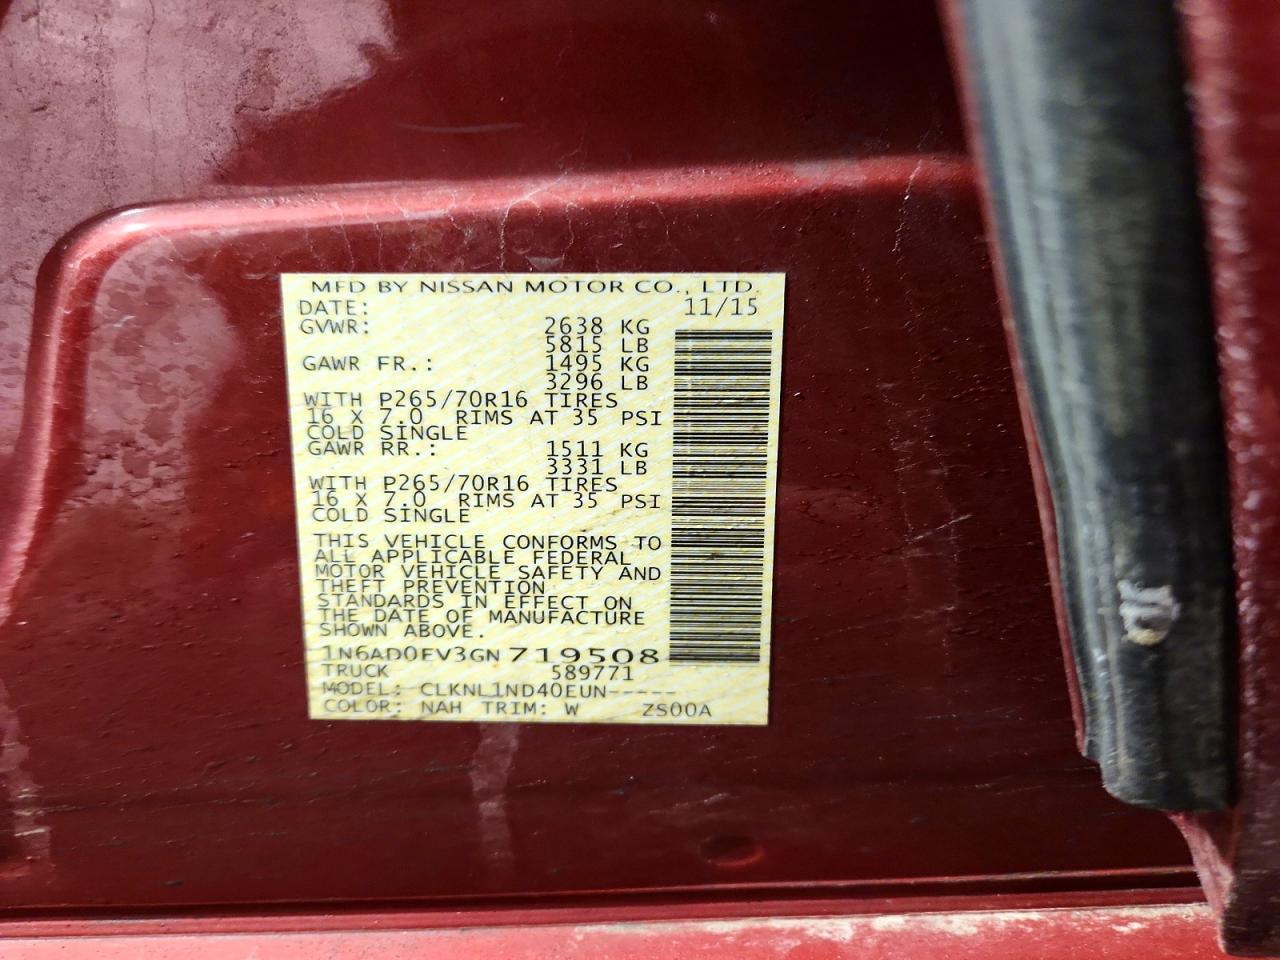 MFD BY NISSAN MOTOR CO., LTD.
DATE: 11/15
GVWR: 2638 KG
5815 LB
GAWR FR.: 1495 KG
3296 LB
WITH P265/70R16 TIRES
16 X 7.0 RIMS AT 35 PSI
COLD SINGLE
GAWR RR.: 1511 KG
3331 LB
WITH P265/70R16 TIRES
16 X 7.0 RIMS AT 35 PSI
COLD SINGLE
THIS VEHICLE CONFORMS TO
ALL APPLICABLE FEDERAL
MOTOR VEHICLE SAFETY AND
THEFT PREVENTION
STANDARDS IN EFFECT ON
THE DATE OF MANUFACTURE
SHOWN ABOVE.
1N6AD0EV3GN719508
TRUCK 589771
MODEL: CLKNL1ND40EUN-----
COLOR: NAH TRIM: W ZS00A